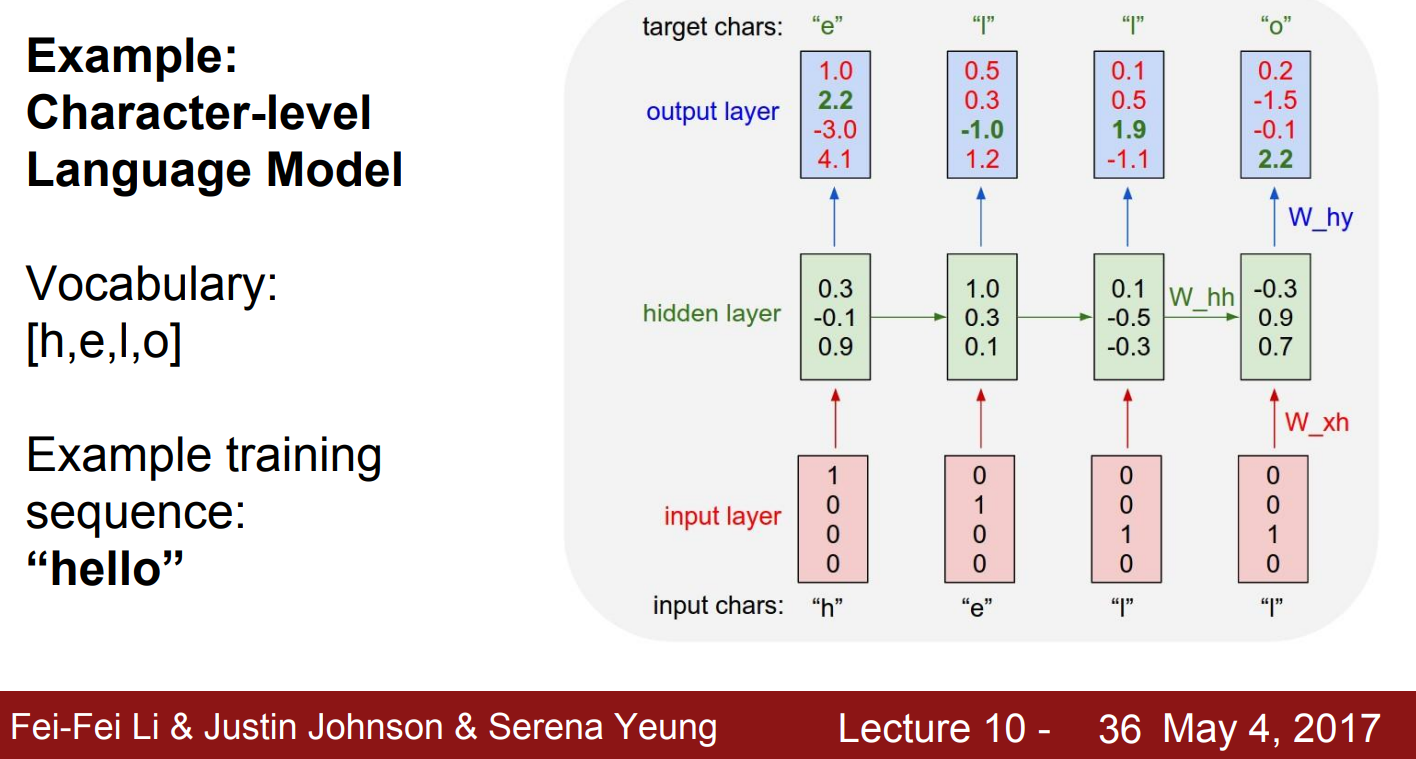 Example:
Character-level
Language Model
Vocabulary:
[h,e,l,o]
Example training
sequence:
“hello”
target chars: “e” “l” “l” “o”
output layer
1.0 0.5 0.1 0.2
2.2 0.3 0.5 -1.5
-3.0 -1.0 1.9 -0.1
4.1 1.2 -1.1 2.2
W_hy
hidden layer
0.3 1.0 0.1 -0.3
-0.1 0.3 -0.5 0.9
0.9 0.1 -0.3 0.7
W_hh
W_xh
input layer
1 0 0 0
0 1 0 0
0 0 1 1
0 0 0 0
input chars: “h” “e” “l” “l”
Fei-Fei Li & Justin Johnson & Serena Yeung Lecture 10 - 36 May 4, 2017